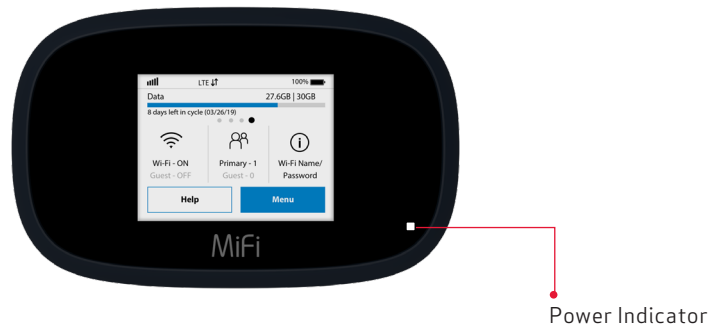 LTE 100%
Data 27.6GB | 30GB
8 days left in cycle (03/26/19)
Wi-Fi - ON Primary - 1 Wi-Fi Name/
Guest - OFF Guest - 0 Password
Help Menu
MiFi
Power Indicator